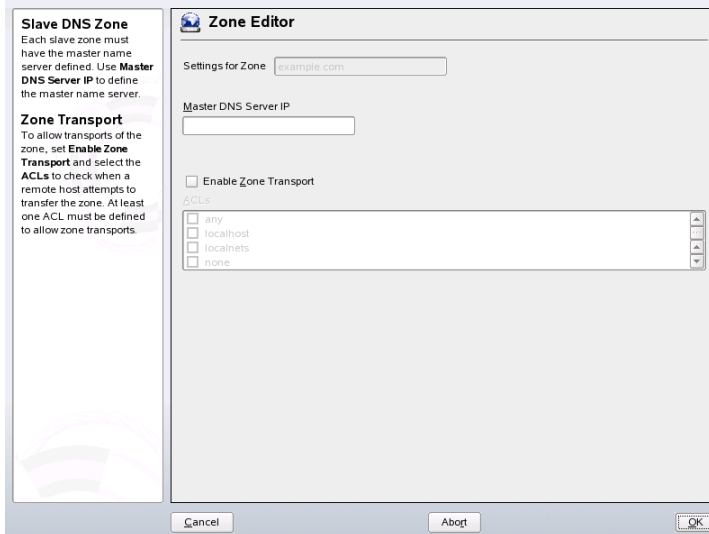 Slave DNS Zone
Each slave zone must
have the master name
server defined. Use Master
DNS Server IP to define
the master name server.
Zone Transport
To allow transports of the
zone, set Enable Zone
Transport and select the
ACLs to check when a
remote host attempts to
transfer the zone. At least
one ACL must be defined
to allow zone transports.
Zone Editor
Settings for Zone example.com
Master DNS Server IP
Enable Zone Transport
ACLs
any
localhost
localnets
none
Cancel Abort OK